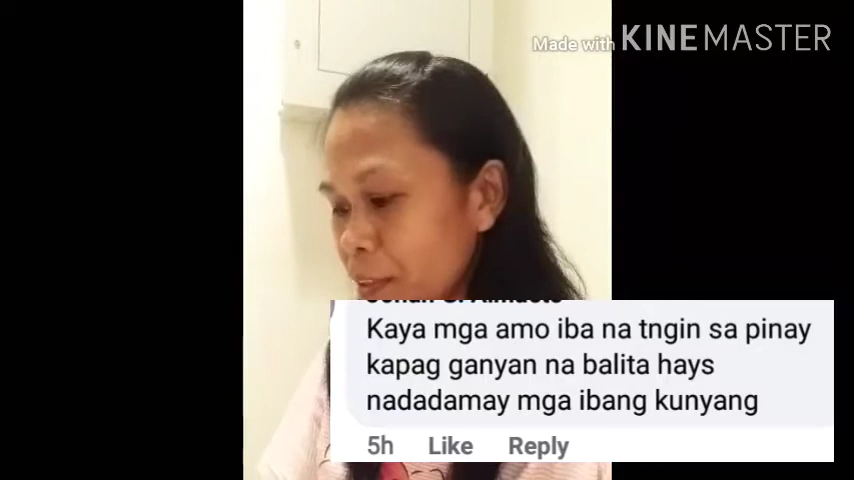 Made with KINEMASTER
Kaya mga amo iba na tngin sa pinay
kapag ganyan na balita hays
nadadamay mga ibang kunyang
5h Like Reply